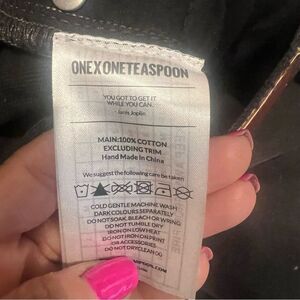 ONEXONETEASPOON
YOU GOT TO GET IT
WHILE YOU CAN.
- Janis Joplin.
MAIN:100% COTTON
EXCLUDING TRIM
Hand Made In China
We suggest the following care be taken
COLD GENTLE MACHINE WASH
DARK COLOURS SEPARATELY
DO NOT SOAK, BLEACH OR WRING
DO NOT TUMBLE DRY
IRON ON LOW HEAT
DO NOT IRON ON PRINT
OR ACCESSORIES
DO NOT DRYCLEAN